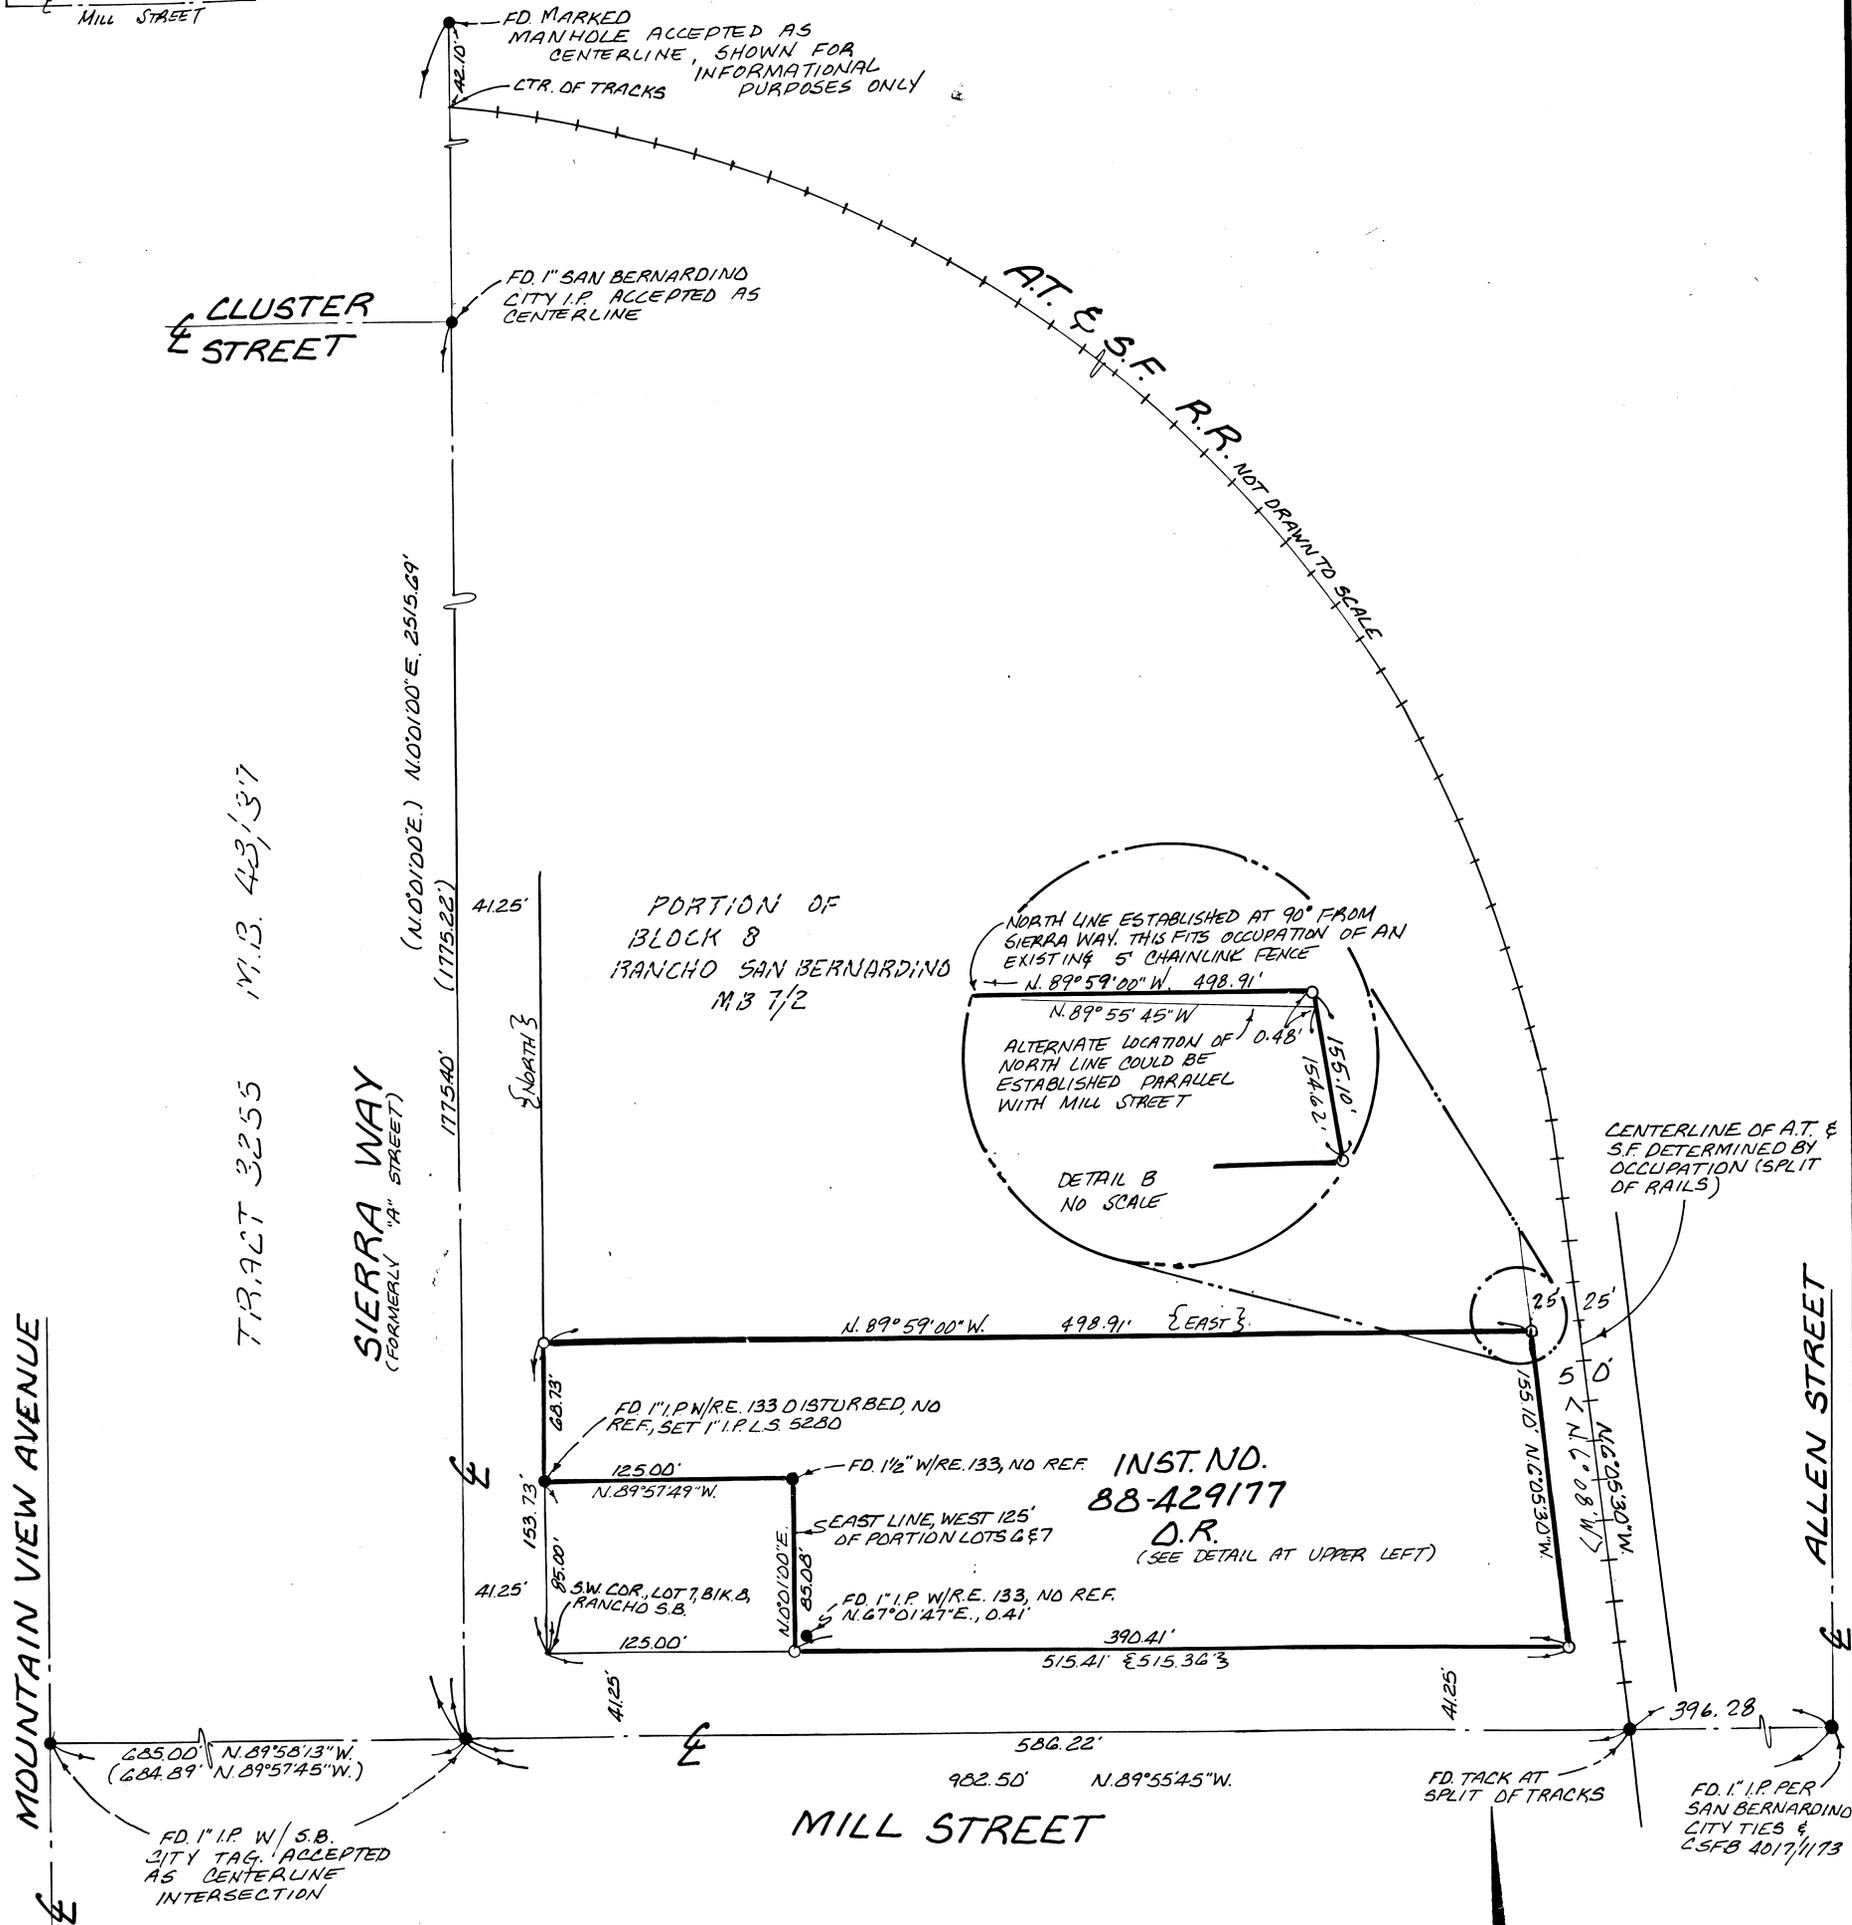 ℄
MILL STREET
FD. MARKED
MANHOLE ACCEPTED AS
CENTERLINE, SHOWN FOR
INFORMATIONAL
PURPOSES ONLY
42.10'
CTR. OF TRACKS
FD. 1" SAN BERNARDINO
CITY I.P. ACCEPTED AS
CENTERLINE
℄ CLUSTER
STREET
A.T. & S.F. R.R. NOT DRAWN TO SCALE
(N.0°01'00"E.) N.0°01'00"E. 2515.69'
(1775.22')
1775.40'
TRACT 3255 M.B. 43/37
SIERRA WAY
(FORMERLY "A" STREET)
41.25'
{NORTH}
PORTION OF
BLOCK 8
RANCHO SAN BERNARDINO
MB 7/2
NORTH LINE ESTABLISHED AT 90° FROM
SIERRA WAY. THIS FITS OCCUPATION OF AN
EXISTING 5' CHAINLINK FENCE
N. 89°59'00"W. 498.91'
N.89°55'45"W
ALTERNATE LOCATION OF
NORTH LINE COULD BE
ESTABLISHED PARALLEL
WITH MILL STREET
0.48'
155.10'
154.62'
DETAIL B
NO SCALE
CENTERLINE OF A.T. &
S.F. DETERMINED BY
OCCUPATION (SPLIT
OF RAILS)
25' 25'
50'
N. 89°59'00"W. 498.91' {EAST}
68.73'
FD. 1" I.P. W/R.E. 133 DISTURBED, NO
REF., SET 1" I.P. L.S. 5280
125.00'
N.89°57'49"W.
FD. 1½" W/RE. 133, NO REF.
INST. NO.
88-429177
O.R.
(SEE DETAIL AT UPPER LEFT)
EAST LINE, WEST 125'
OF PORTION LOTS 6 & 7
153.73'
85.00'
N.0°01'00"E.
85.08'
155.10' N.6°05'30"W.
<N.6°08'W>
N.6°05'30"W.
41.25'
S.W. COR., LOT 7, BLK. 8,
RANCHO S.B.
FD. 1" I.P. W/R.E. 133, NO REF.
N.67°01'47"E., 0.41'
125.00'
390.41'
515.41' {515.36'}
41.25'
41.25'
MOUNTAIN VIEW AVENUE
℄
ALLEN STREET
℄
℄
685.00' N.89°58'13"W.
(684.89' N.89°57'45"W.)
℄
586.22'
396.28
982.50' N.89°55'45"W.
MILL STREET
FD. 1" I.P. W/ S.B.
CITY TAG. ACCEPTED
AS CENTERLINE
INTERSECTION
FD. TACK AT
SPLIT OF TRACKS
FD. 1" I.P. PER
SAN BERNARDINO
CITY TIES &
CSFB 4017/1173